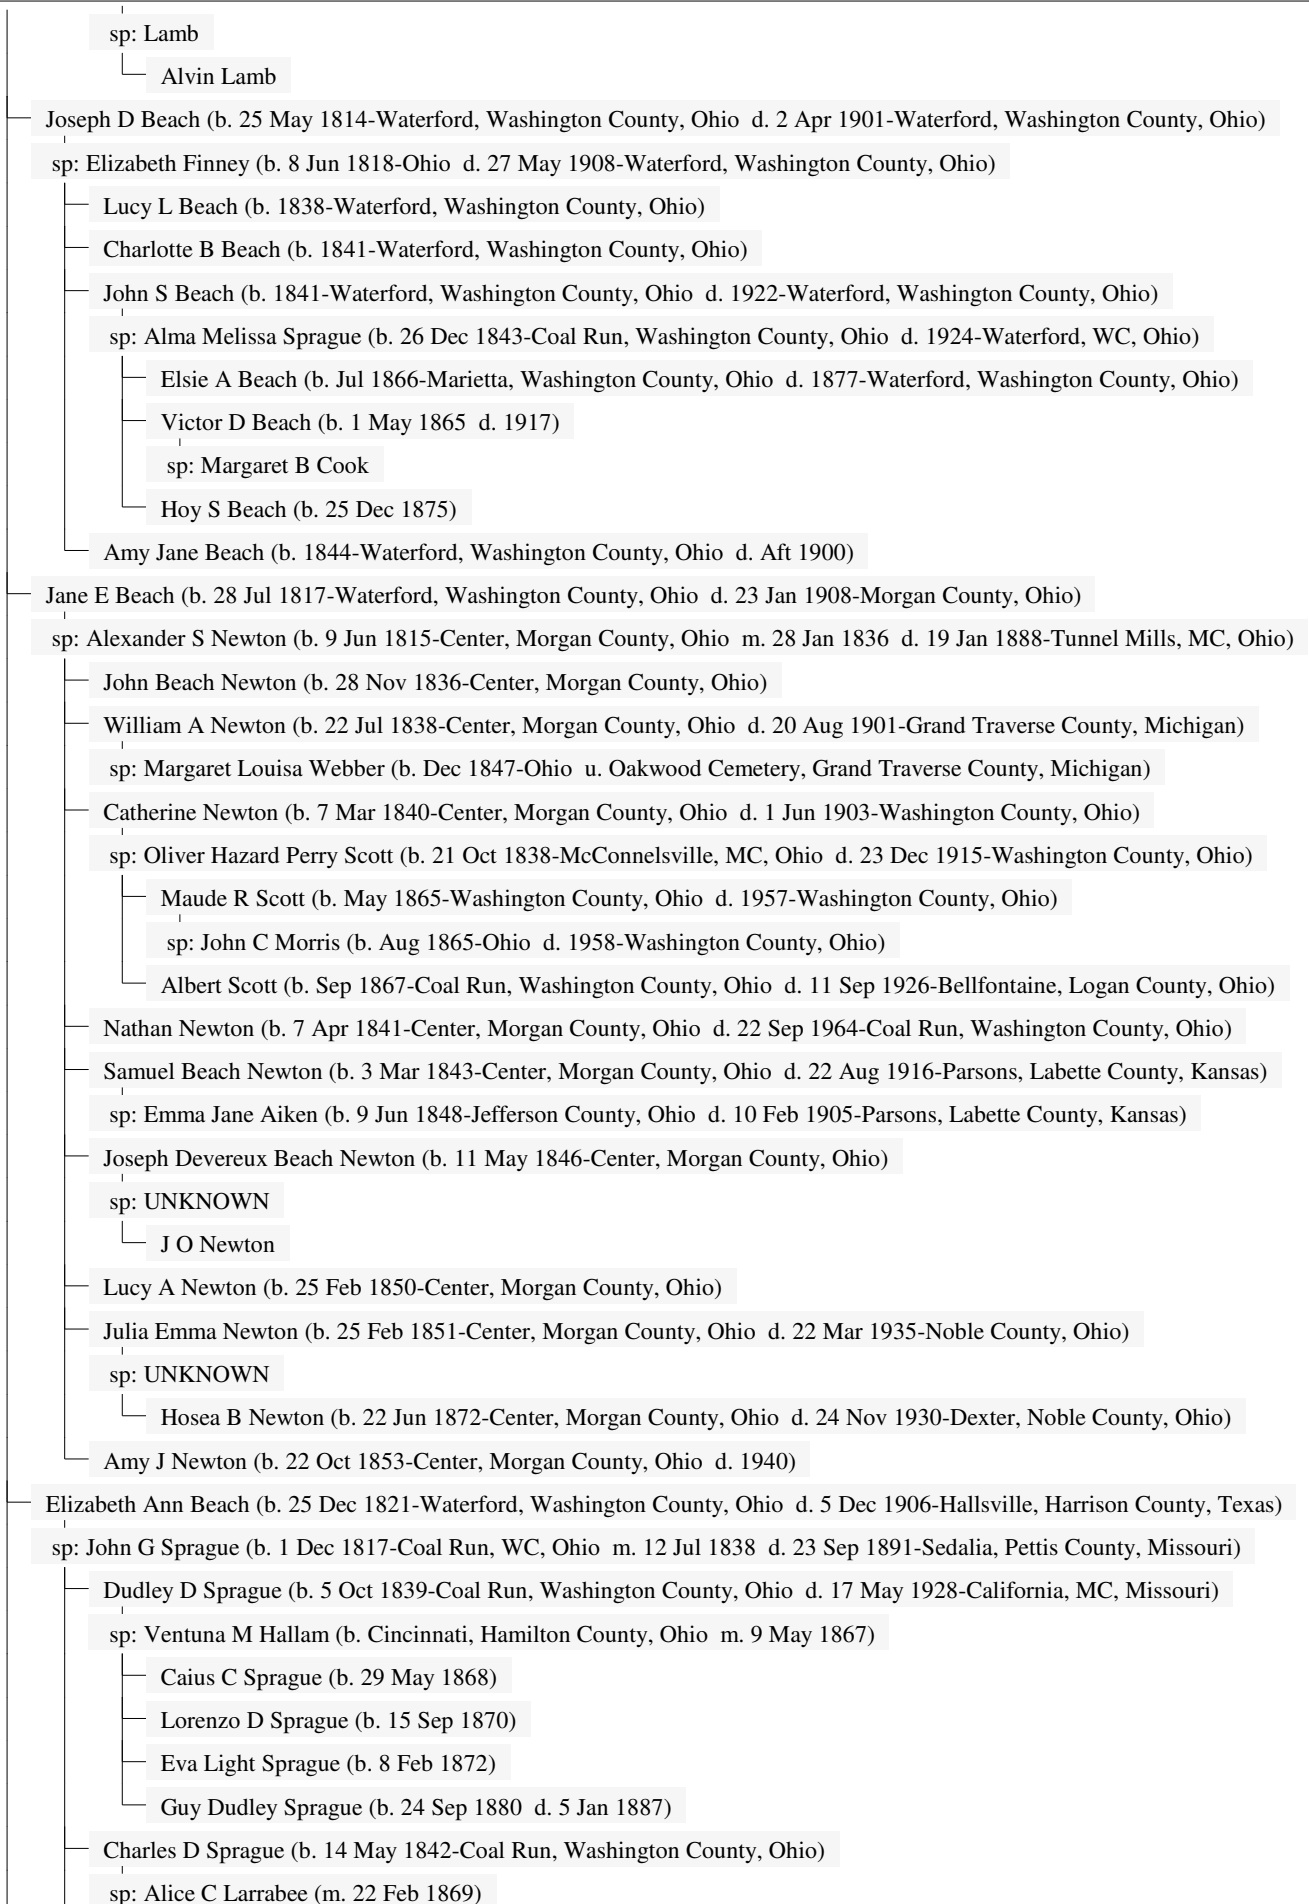 sp: Lamb
Alvin Lamb
Joseph D Beach (b. 25 May 1814-Waterford, Washington County, Ohio  d. 2 Apr 1901-Waterford, Washington County, Ohio)
sp: Elizabeth Finney (b. 8 Jun 1818-Ohio  d. 27 May 1908-Waterford, Washington County, Ohio)
Lucy L Beach (b. 1838-Waterford, Washington County, Ohio)
Charlotte B Beach (b. 1841-Waterford, Washington County, Ohio)
John S Beach (b. 1841-Waterford, Washington County, Ohio  d. 1922-Waterford, Washington County, Ohio)
sp: Alma Melissa Sprague (b. 26 Dec 1843-Coal Run, Washington County, Ohio  d. 1924-Waterford, WC, Ohio)
Elsie A Beach (b. Jul 1866-Marietta, Washington County, Ohio  d. 1877-Waterford, Washington County, Ohio)
Victor D Beach (b. 1 May 1865  d. 1917)
sp: Margaret B Cook
Hoy S Beach (b. 25 Dec 1875)
Amy Jane Beach (b. 1844-Waterford, Washington County, Ohio  d. Aft 1900)
Jane E Beach (b. 28 Jul 1817-Waterford, Washington County, Ohio  d. 23 Jan 1908-Morgan County, Ohio)
sp: Alexander S Newton (b. 9 Jun 1815-Center, Morgan County, Ohio  m. 28 Jan 1836  d. 19 Jan 1888-Tunnel Mills, MC, Ohio)
John Beach Newton (b. 28 Nov 1836-Center, Morgan County, Ohio)
William A Newton (b. 22 Jul 1838-Center, Morgan County, Ohio  d. 20 Aug 1901-Grand Traverse County, Michigan)
sp: Margaret Louisa Webber (b. Dec 1847-Ohio  u. Oakwood Cemetery, Grand Traverse County, Michigan)
Catherine Newton (b. 7 Mar 1840-Center, Morgan County, Ohio  d. 1 Jun 1903-Washington County, Ohio)
sp: Oliver Hazard Perry Scott (b. 21 Oct 1838-McConnelsville, MC, Ohio  d. 23 Dec 1915-Washington County, Ohio)
Maude R Scott (b. May 1865-Washington County, Ohio  d. 1957-Washington County, Ohio)
sp: John C Morris (b. Aug 1865-Ohio  d. 1958-Washington County, Ohio)
Albert Scott (b. Sep 1867-Coal Run, Washington County, Ohio  d. 11 Sep 1926-Bellfontaine, Logan County, Ohio)
Nathan Newton (b. 7 Apr 1841-Center, Morgan County, Ohio  d. 22 Sep 1964-Coal Run, Washington County, Ohio)
Samuel Beach Newton (b. 3 Mar 1843-Center, Morgan County, Ohio  d. 22 Aug 1916-Parsons, Labette County, Kansas)
sp: Emma Jane Aiken (b. 9 Jun 1848-Jefferson County, Ohio  d. 10 Feb 1905-Parsons, Labette County, Kansas)
Joseph Devereux Beach Newton (b. 11 May 1846-Center, Morgan County, Ohio)
sp: UNKNOWN
J O Newton
Lucy A Newton (b. 25 Feb 1850-Center, Morgan County, Ohio)
Julia Emma Newton (b. 25 Feb 1851-Center, Morgan County, Ohio  d. 22 Mar 1935-Noble County, Ohio)
sp: UNKNOWN
Hosea B Newton (b. 22 Jun 1872-Center, Morgan County, Ohio  d. 24 Nov 1930-Dexter, Noble County, Ohio)
Amy J Newton (b. 22 Oct 1853-Center, Morgan County, Ohio  d. 1940)
Elizabeth Ann Beach (b. 25 Dec 1821-Waterford, Washington County, Ohio  d. 5 Dec 1906-Hallsville, Harrison County, Texas)
sp: John G Sprague (b. 1 Dec 1817-Coal Run, WC, Ohio  m. 12 Jul 1838  d. 23 Sep 1891-Sedalia, Pettis County, Missouri)
Dudley D Sprague (b. 5 Oct 1839-Coal Run, Washington County, Ohio  d. 17 May 1928-California, MC, Missouri)
sp: Ventuna M Hallam (b. Cincinnati, Hamilton County, Ohio  m. 9 May 1867)
Caius C Sprague (b. 29 May 1868)
Lorenzo D Sprague (b. 15 Sep 1870)
Eva Light Sprague (b. 8 Feb 1872)
Guy Dudley Sprague (b. 24 Sep 1880  d. 5 Jan 1887)
Charles D Sprague (b. 14 May 1842-Coal Run, Washington County, Ohio)
sp: Alice C Larrabee (m. 22 Feb 1869)